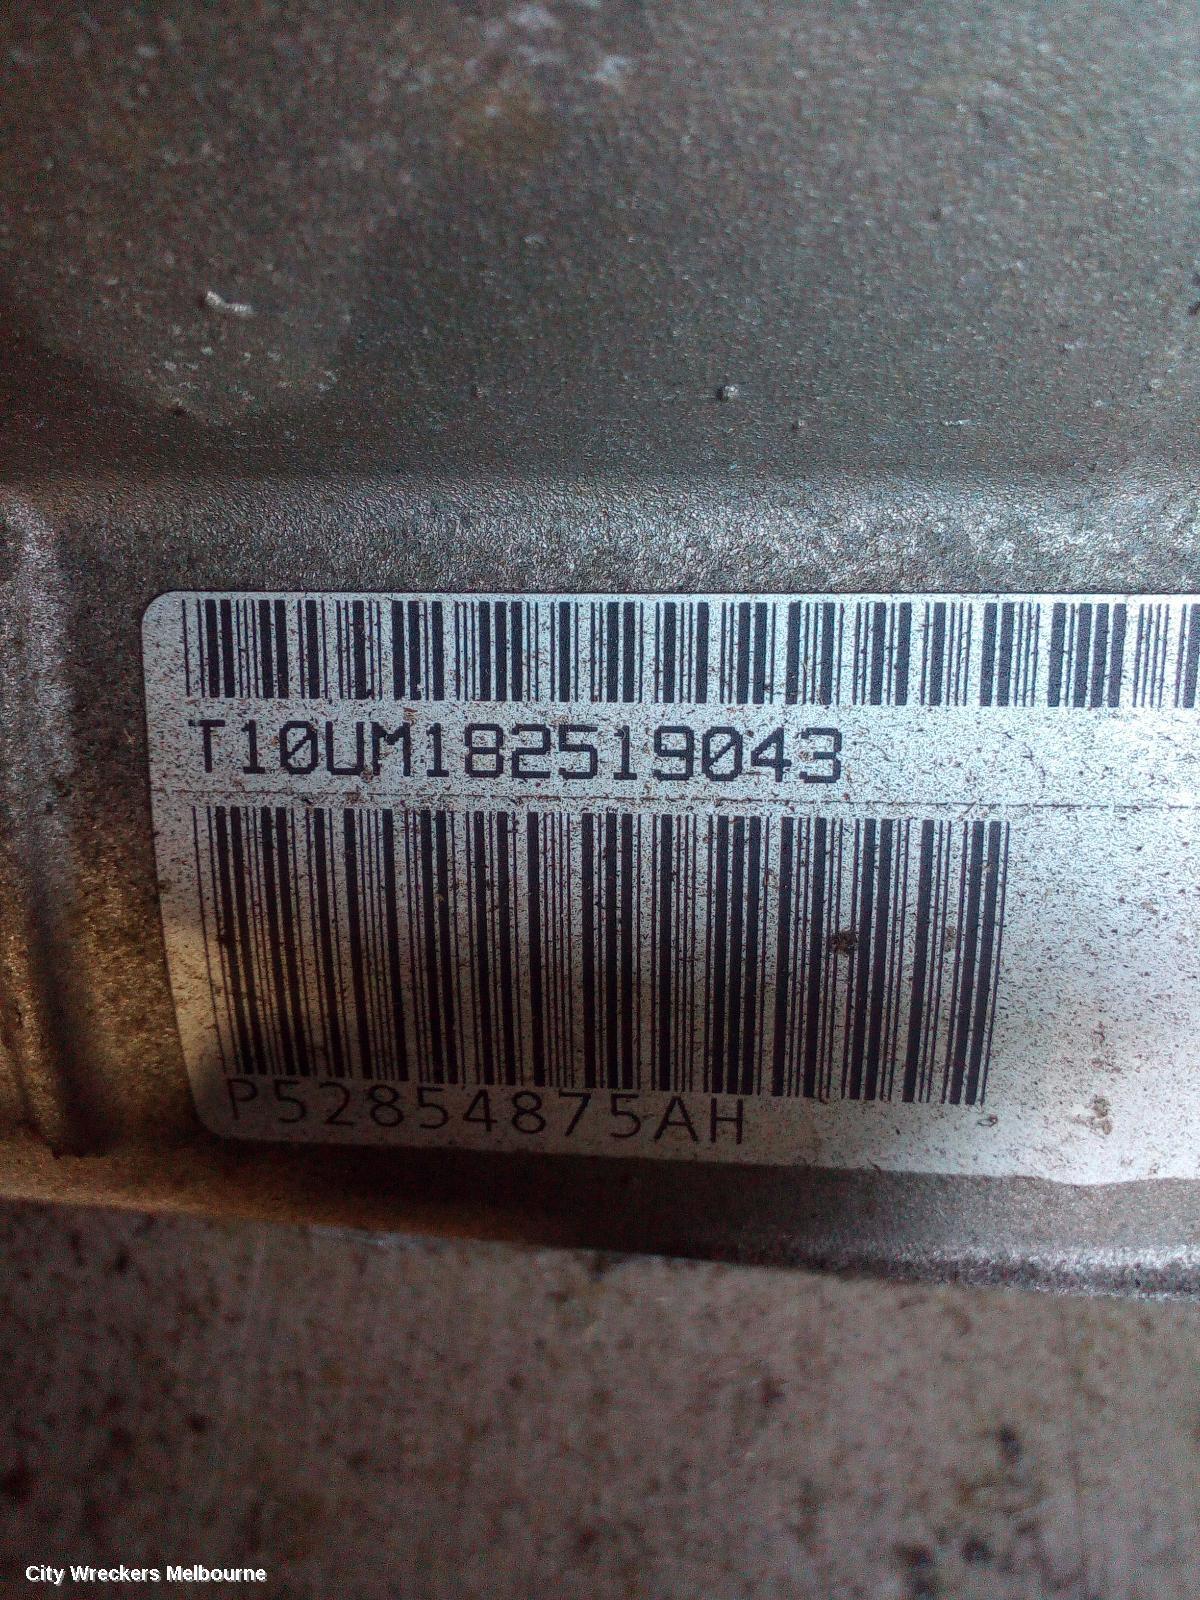 T10UM182519043
P52854875AH
City Wreckers Melbourne